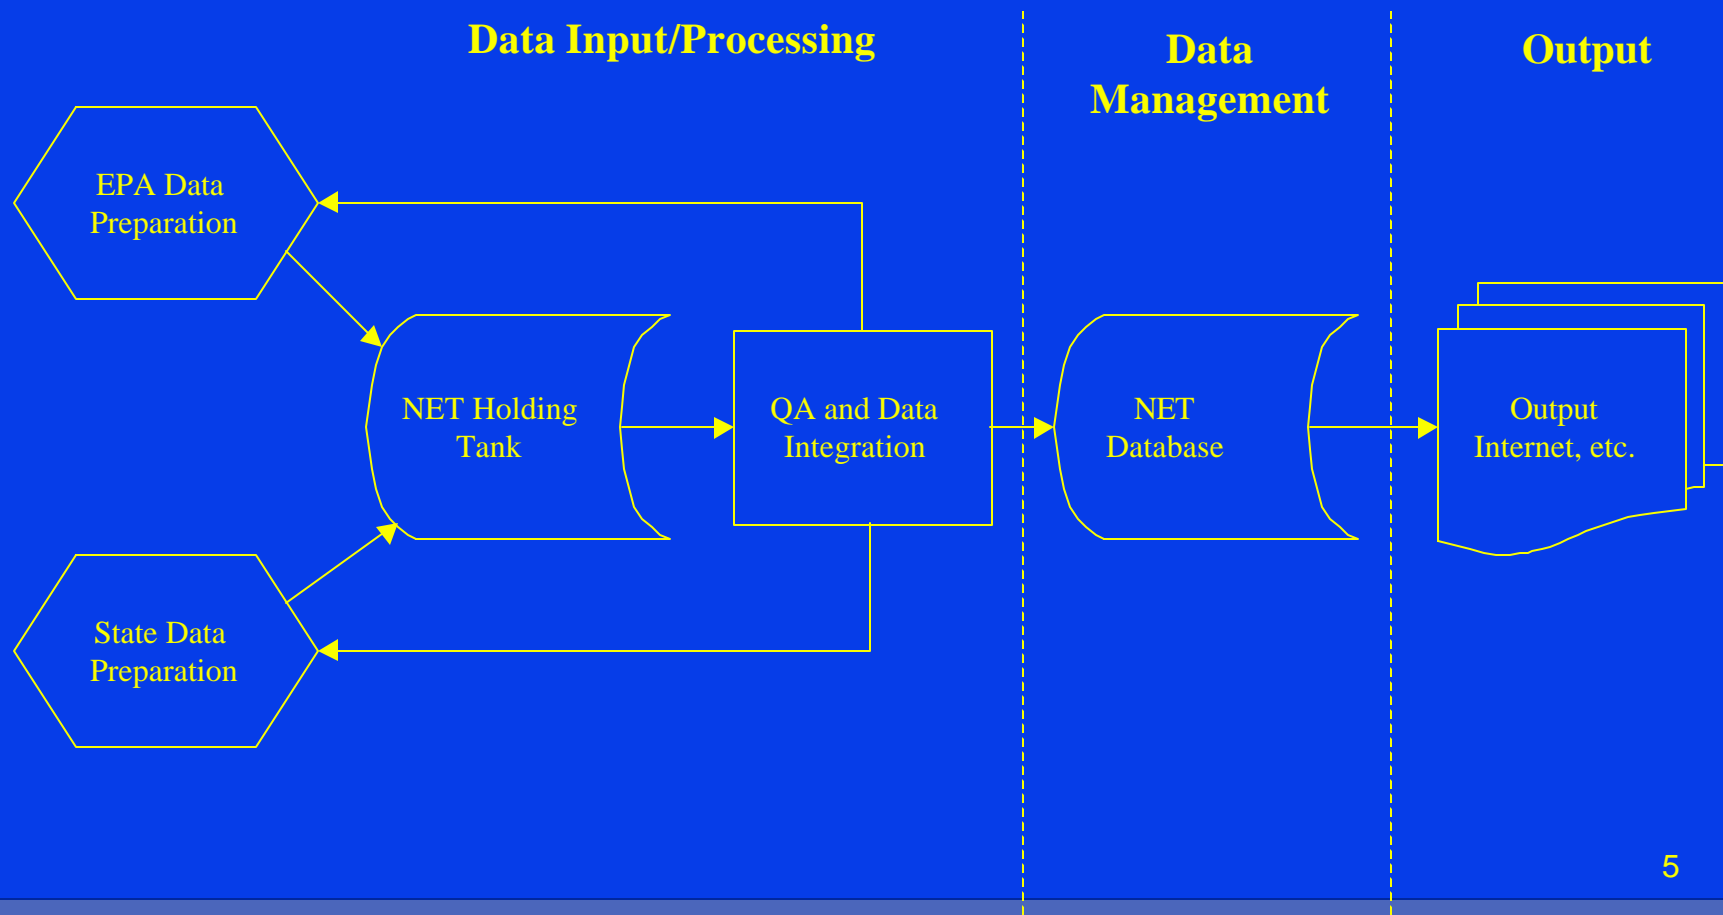 Data Input/Processing
Data
Management
Output
EPA Data
Preparation
NET Holding
Tank
QA and Data
Integration
NET
Database
Output
Internet, etc.
State Data
Preparation
5